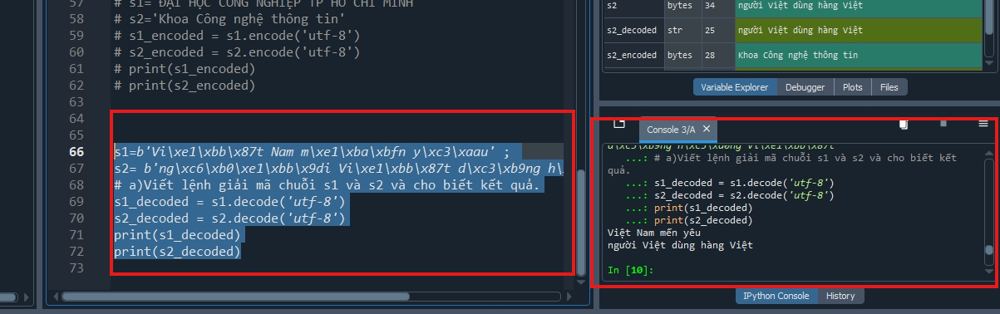 57 # s1= ĐẠI HỌC CÔNG NGHIỆP TP HỒ CHÍ MINH
58 # s2='Khoa Công nghệ thông tin'
59 # s1_encoded = s1.encode('utf-8')
60 # s2_encoded = s2.encode('utf-8')
61 # print(s1_encoded)
62 # print(s2_encoded)
63
64
65
66 s1=b'Vi\xe1\xbb\x87t Nam m\xe1\xba\xbfn y\xc3\xaau' ;
67 s2= b'ng\xc6\xb0\xe1\xbb\x9di Vi\xe1\xbb\x87t d\xc3\xb9ng h\
68 # a)Viết lệnh giải mã chuỗi s1 và s2 và cho biết kết quả.
69 s1_decoded = s1.decode('utf-8')
70 s2_decoded = s2.decode('utf-8')
71 print(s1_decoded)
72 print(s2_decoded)
73
s2 bytes 34 người Việt dùng hàng Việt
s2_decoded str 25 người Việt dùng hàng Việt
s2_encoded bytes 28 Khoa Công nghệ thông tin
Variable Explorer Debugger Plots Files
Console 3/A
d\xc3\xb9ng h\xc3\xa0ng Vi\xe1\xbb\x87t'
...: # a)Viết lệnh giải mã chuỗi s1 và s2 và cho biết kết
quả.
...: s1_decoded = s1.decode('utf-8')
...: s2_decoded = s2.decode('utf-8')
...: print(s1_decoded)
...: print(s2_decoded)
Việt Nam mến yêu
người Việt dùng hàng Việt
In [10]:
IPython Console History